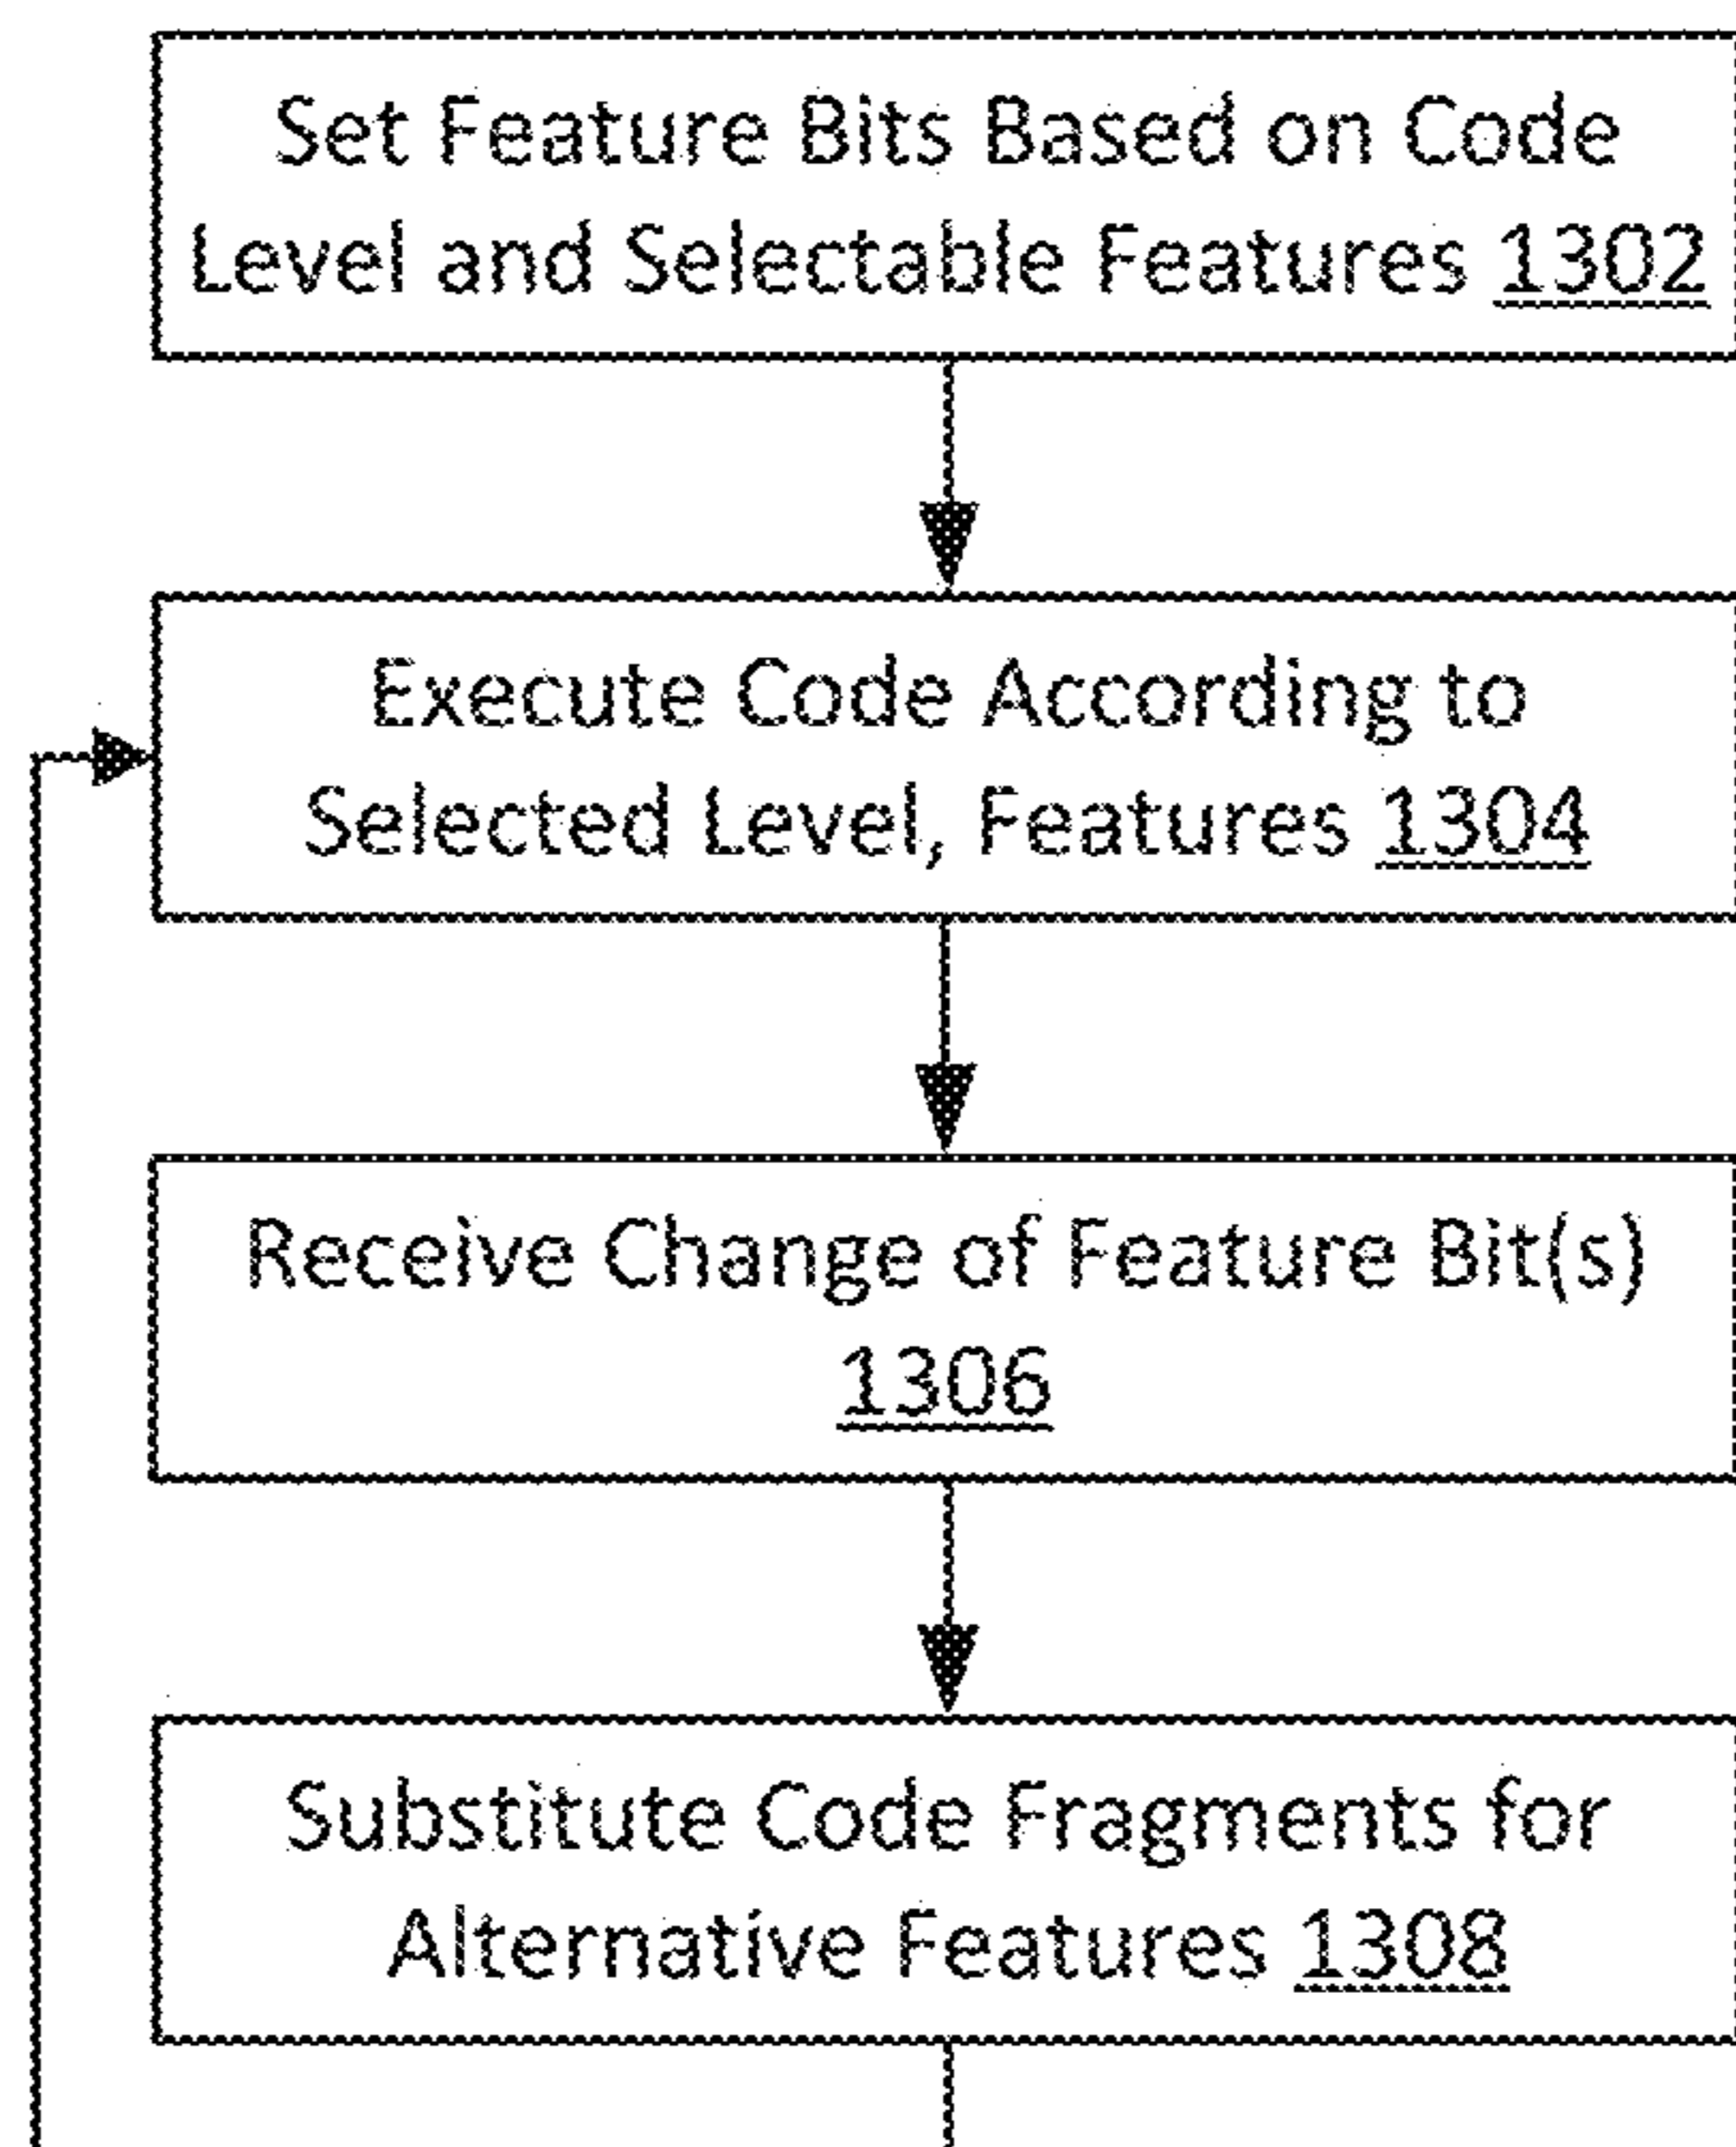 Set Feature Bits Based on Code
Level and Selectable Features 1302
Execute Code According to
Selected Level, Features 1304
Receive Change of Feature Bit(s)
1306
Substitute Code Fragments for
Alternative Features 1308